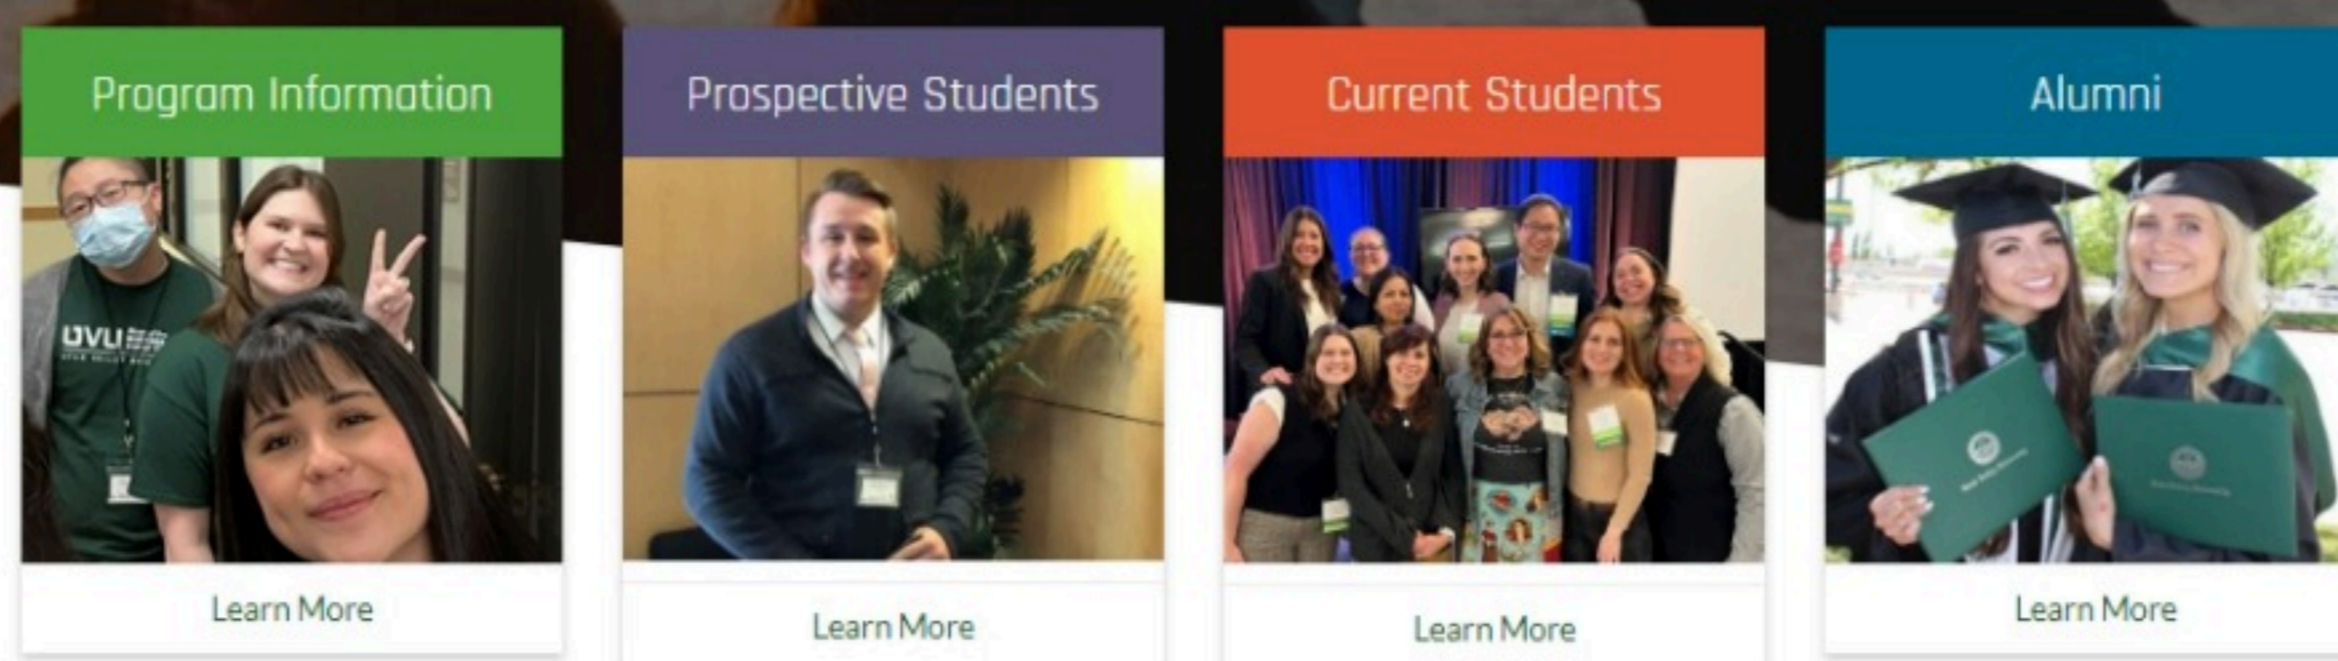 Program Information
Prospective Students
Current Students
Alumni
UVU
Learn More
Learn More
Learn More
Learn More